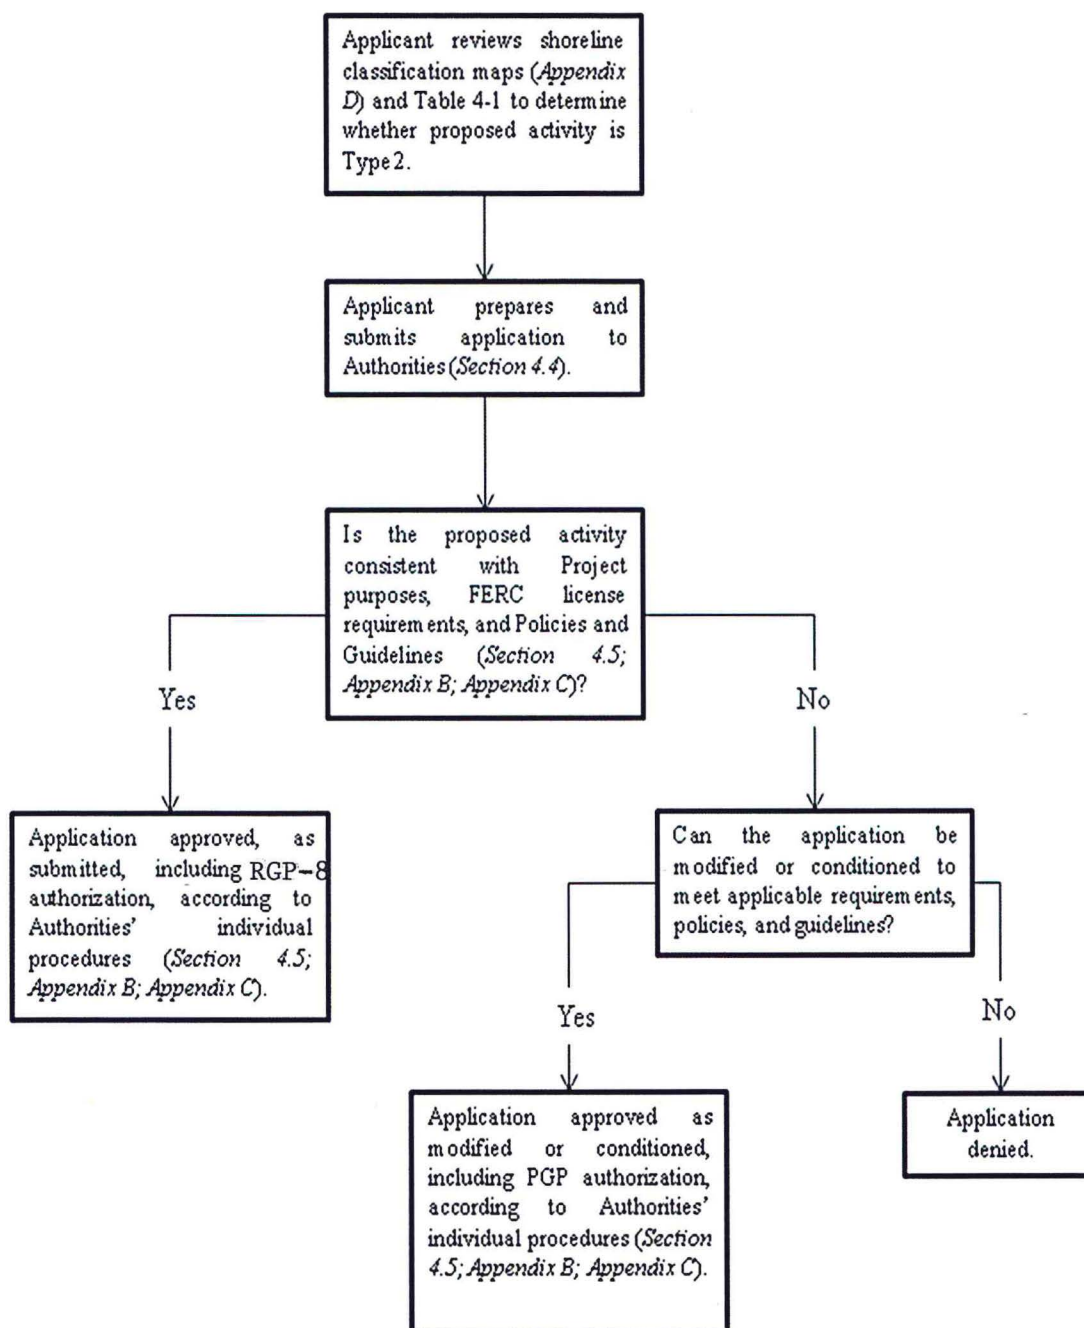 Applicant reviews shoreline
classification maps (Appendix
D) and Table 4-1 to determine
whether proposed activity is
Type 2.
Applicant prepares and
submits application to
Authorities (Section 4.4).
Is the proposed activity
consistent with Project
purposes, FERC license
requirements, and Policies and
Guidelines (Section 4.5;
Appendix B; Appendix C)?
Yes
No
Application approved, as
submitted, including RGP-8
authorization, according to
Authorities' individual
procedures (Section 4.5;
Appendix B; Appendix C).
Can the application be
modified or conditioned to
meet applicable requirements,
policies, and guidelines?
Yes
No
Application approved as
modified or conditioned,
including PGP authorization,
according to Authorities'
individual procedures (Section
4.5; Appendix B; Appendix C).
Application
denied.